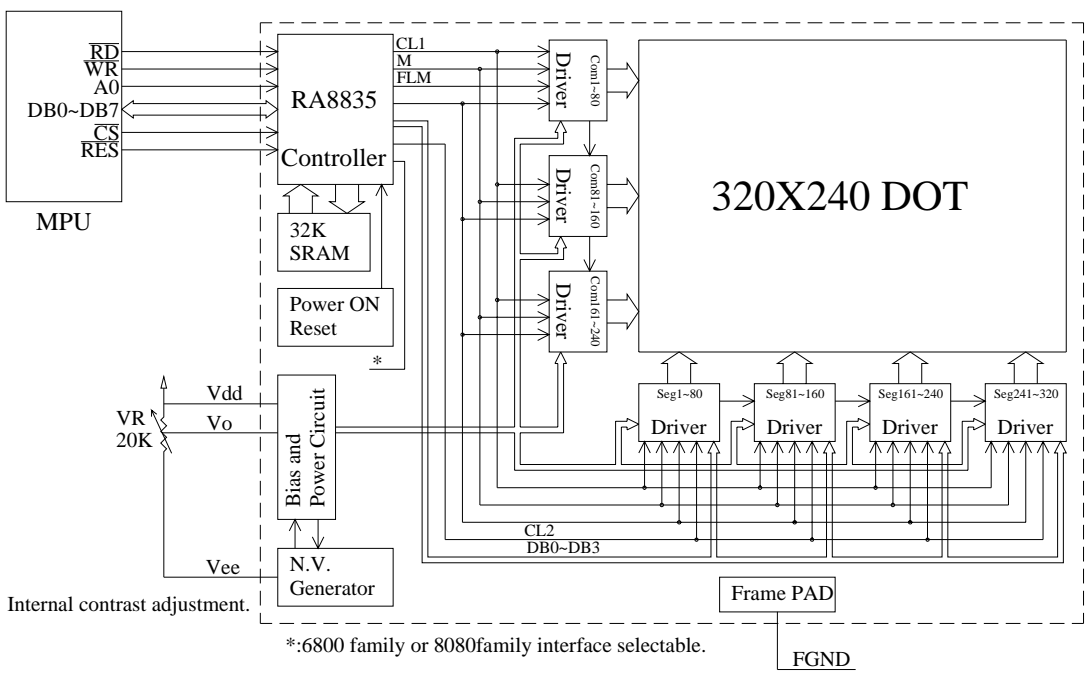 RD
WR
A0
DB0~DB7
CS
RES
MPU
RA8835
Controller
32K
SRAM
Power ON
Reset
*
CL1
M
FLM
Driver
Com1~80
Driver
Com81~160
Driver
Com161~240
320X240 DOT
Seg1~80
Driver
Seg81~160
Driver
Seg161~240
Driver
Seg241~320
Driver
VR
20K
Vdd
Vo
Vee
Bias and
Power Circuit
N.V.
Generator
CL2
DB0~DB3
Internal contrast adjustment.
Frame PAD
FGND
*:6800 family or 8080family interface selectable.